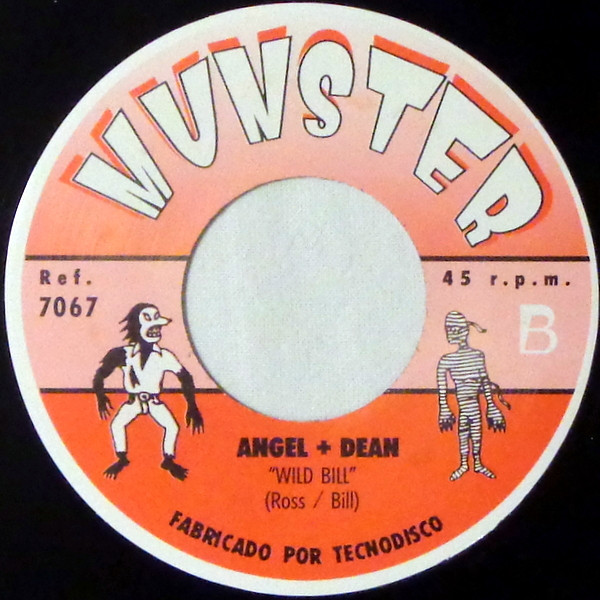 MUNSTER
Ref.
7067
45 r.p.m.
B
ANGEL + DEAN
"WILD BILL"
(Ross / Bill)
FABRICADO POR TECNODISCO